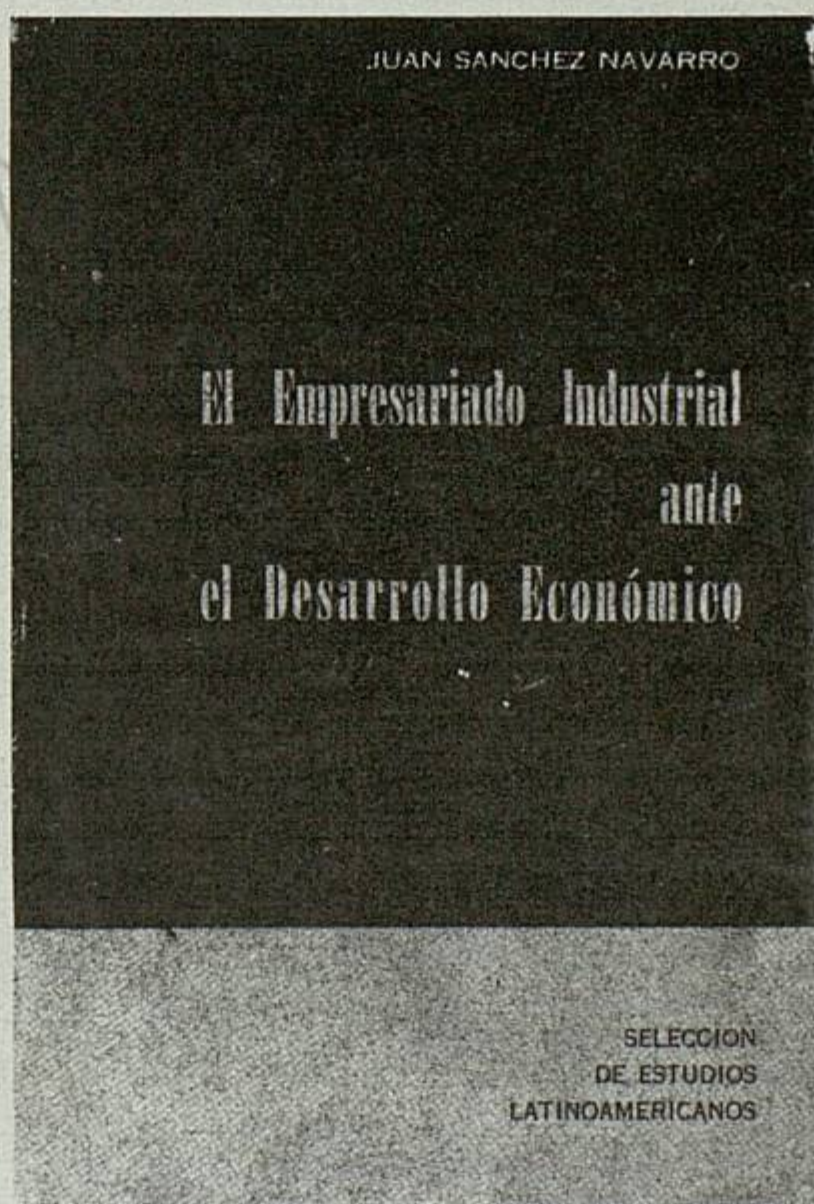 JUAN SANCHEZ NAVARRO
El Empresariado Industrial
ante
el Desarrollo Económico
SELECCION
DE ESTUDIOS
LATINOAMERICANOS